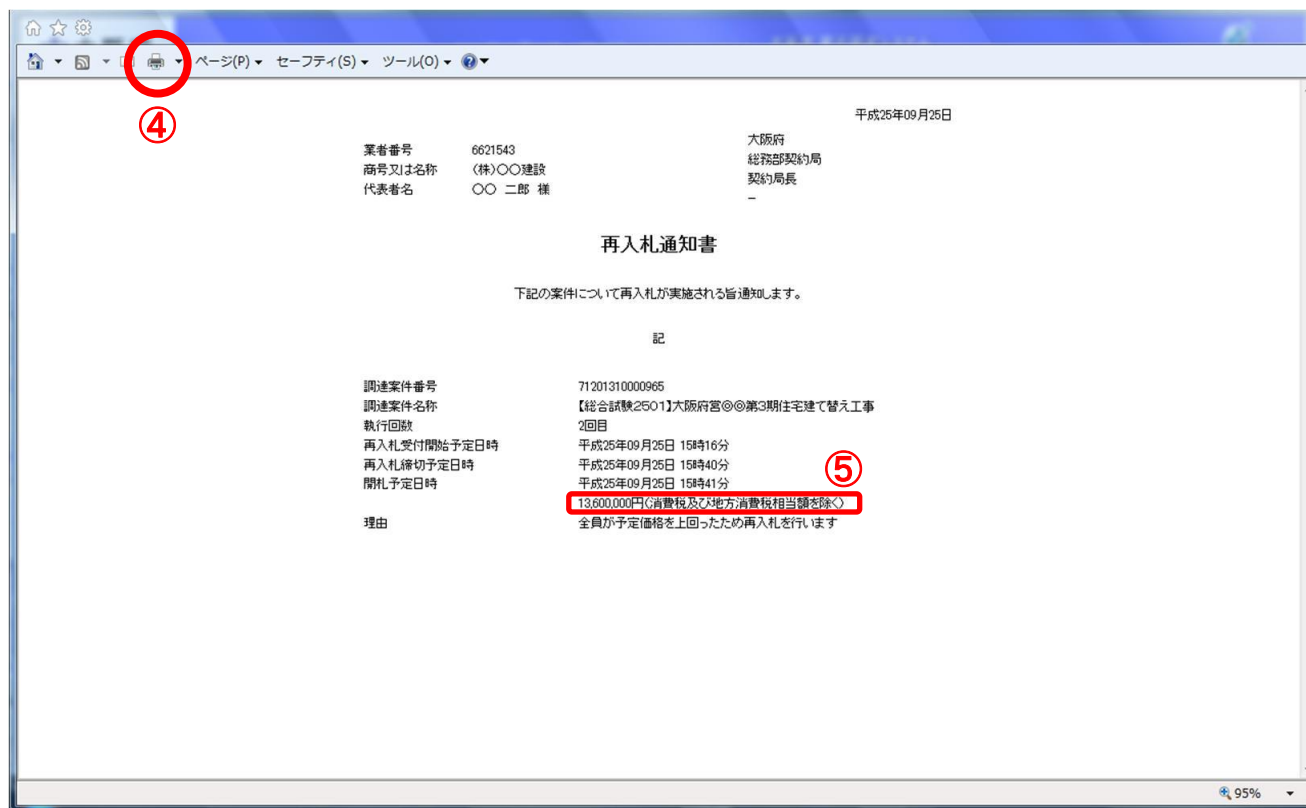 ページ(P) セーフティ(S) ツール(O)
④
平成25年09月25日
大阪府
総務部契約局
契約局長
−
業者番号 6621543
商号又は名称 (株)〇〇建設
代表者名 〇〇 二郎 様
再入札通知書
下記の案件について再入札が実施される旨通知します。
記
調達案件番号 71201310000965
調達案件名称 【総合試験2501】大阪府営◎◎第3期住宅建て替え工事
執行回数 2回目
再入札受付開始予定日時 平成25年09月25日 15時16分
再入札締切予定日時 平成25年09月25日 15時40分
開札予定日時 平成25年09月25日 15時41分
⑤
13,600,000円(消費税及び地方消費税相当額を除く)
理由 全員が予定価格を上回ったため再入札を行います
95%